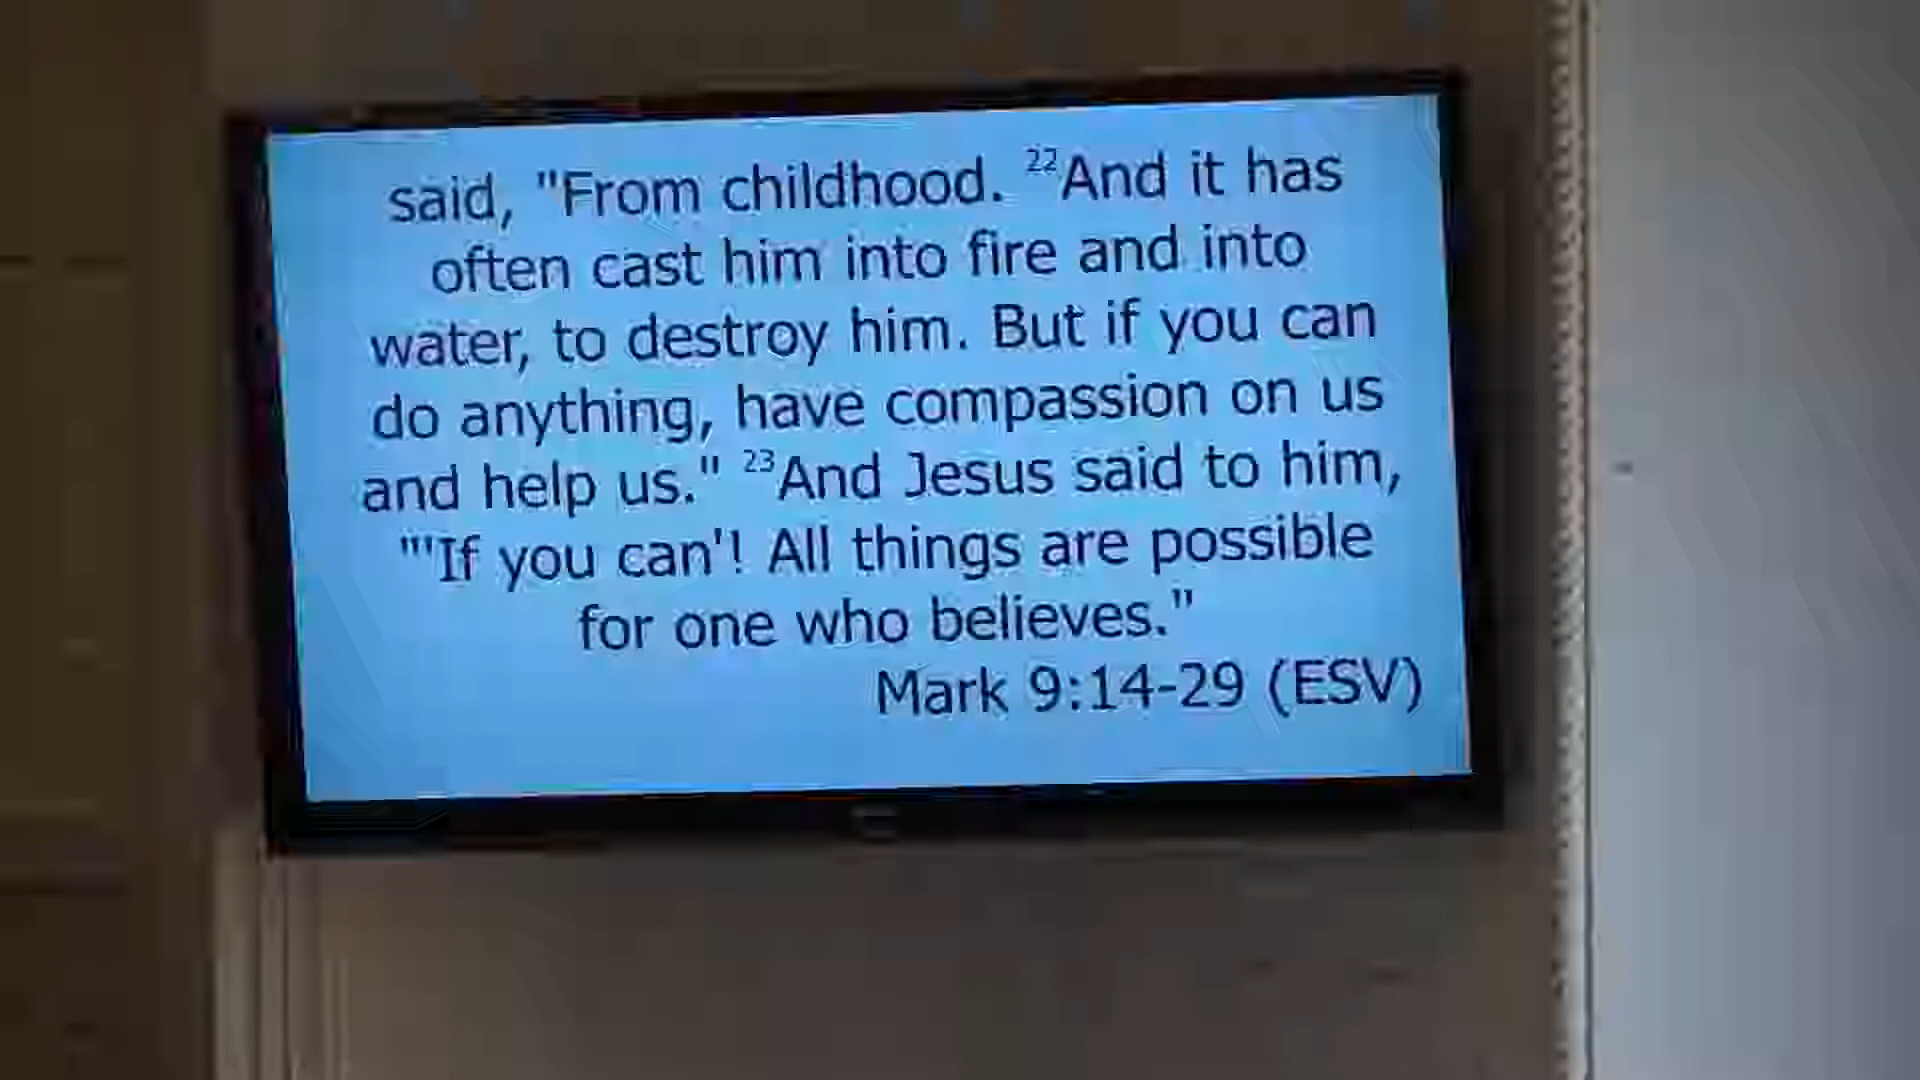 said, "From childhood. ²²And it has
often cast him into fire and into
water, to destroy him. But if you can
do anything, have compassion on us
and help us." ²³And Jesus said to him,
"'If you can'! All things are possible
for one who believes."
Mark 9:14-29 (ESV)